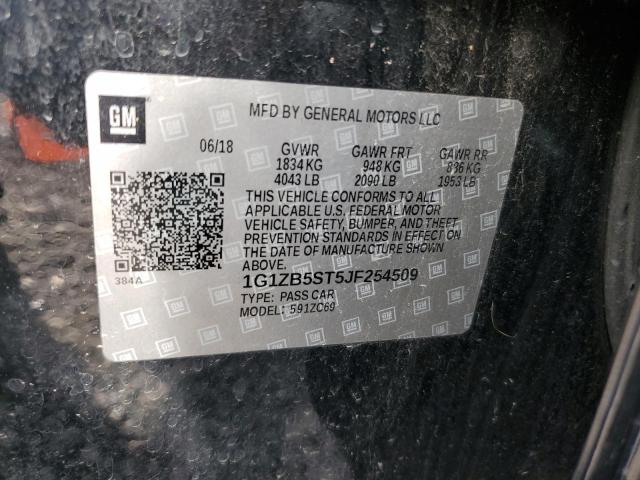 GM
MFD BY GENERAL MOTORS LLC
06/18 GVWR GAWR FRT GAWR RR
1834 KG 948 KG 886 KG
4043 LB 2090 LB 1953 LB
THIS VEHICLE CONFORMS TO ALL
APPLICABLE U.S. FEDERAL MOTOR
VEHICLE SAFETY, BUMPER, AND THEFT
PREVENTION STANDARDS IN EFFECT ON
THE DATE OF MANUFACTURE SHOWN
ABOVE.
384A
1G1ZB5ST5JF254509
TYPE: PASS CAR
MODEL: 591ZC69